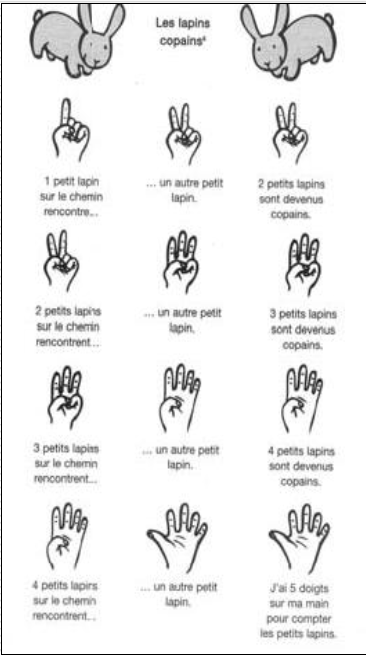 Les lapins
copains⁴
1 petit lapin
sur le chemin
rencontre...
... un autre petit
lapin.
2 petits lapins
sont devenus
copains.
2 petits lapins
sur le chemin
rencontrent...
... un autre petit
lapin.
3 petits lapins
sont devenus
copains.
3 petits lapins
sur le chemin
rencontrent...
... un autre petit
lapin.
4 petits lapins
sont devenus
copains.
4 petits lapins
sur le chemin
rencontrent...
... un autre petit
lapin.
J'ai 5 doigts
sur ma main
pour compter
les petits lapins.